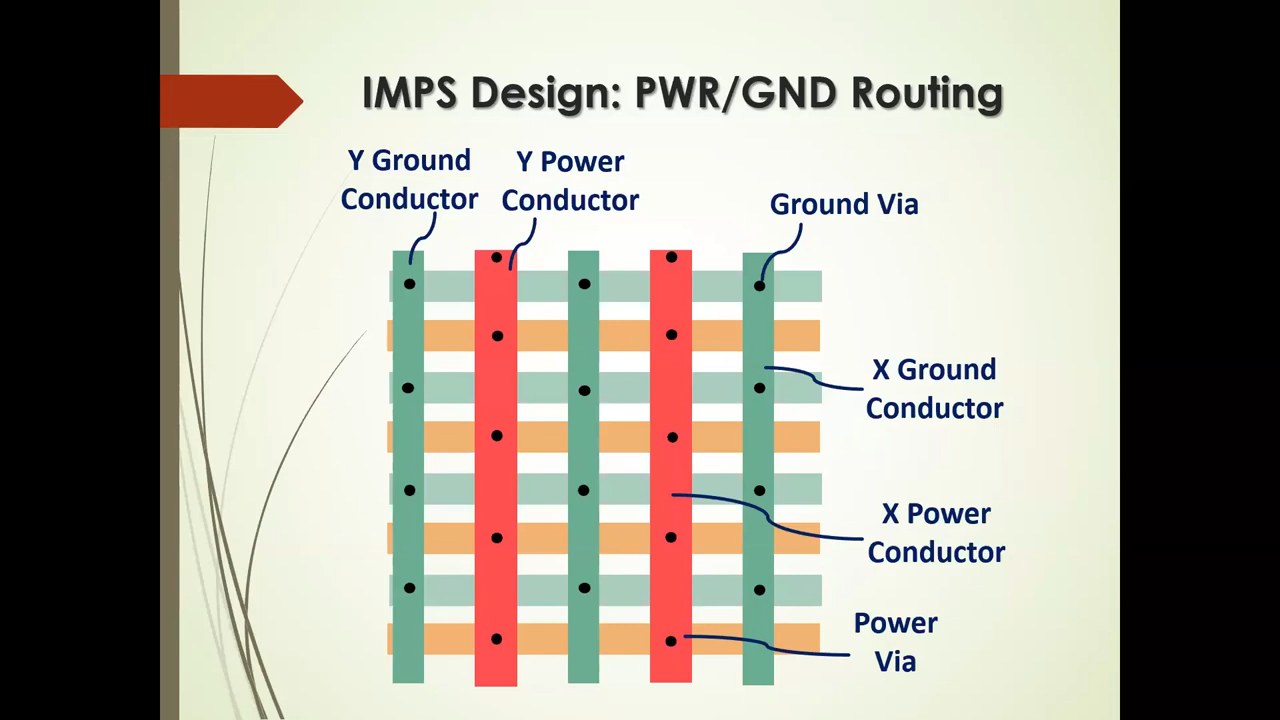 IMPS Design: PWR/GND Routing
Y Ground
Conductor
Y Power
Conductor
Ground Via
X Ground
Conductor
X Power
Conductor
Power
Via